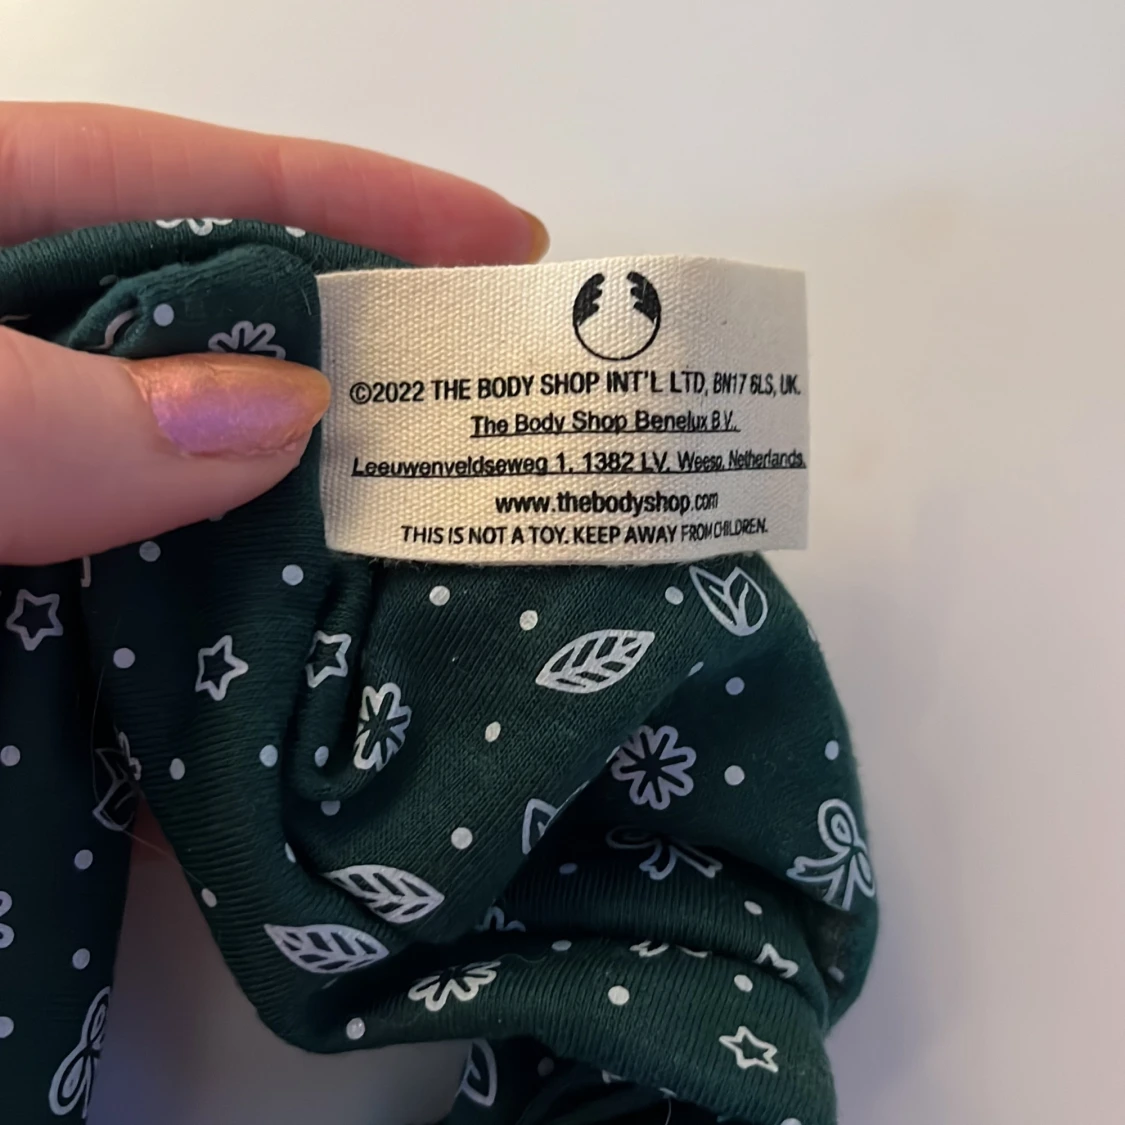 ©2022 THE BODY SHOP INT'L LTD, BN17 6LS, UK.
The Body Shop Benelux B.V.
Leeuwenveldseweg 1, 1382 LV, Weesp, Netherlands
www.thebodyshop.com
THIS IS NOT A TOY. KEEP AWAY FROM CHILDREN.